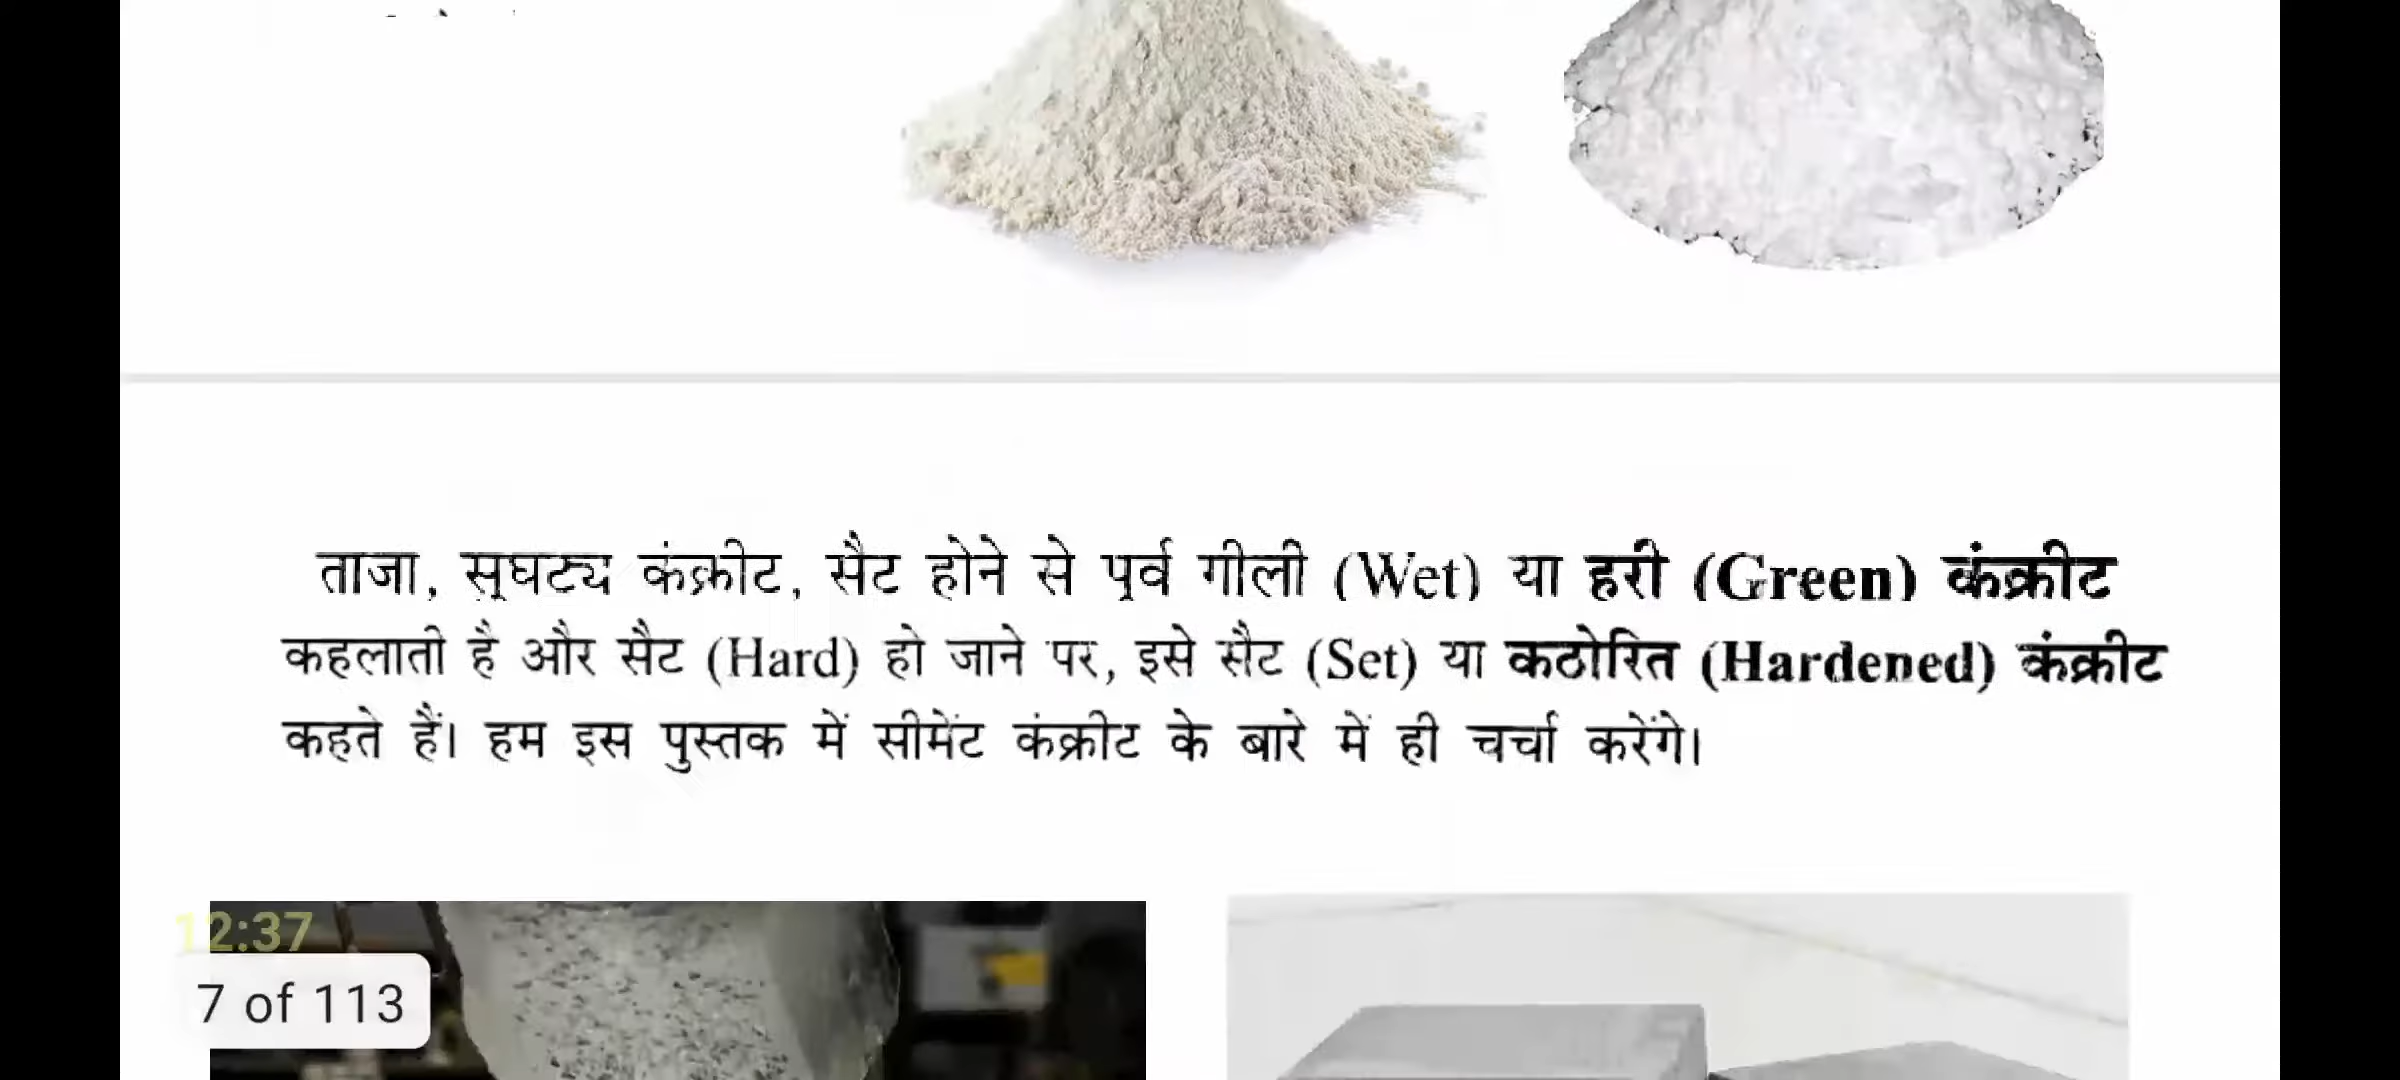 ताजा, सुघट्य कंक्रीट, सैट होने से पूर्व गीली (Wet) या हरी (Green) कंक्रीट
कहलाती है और सैट (Hard) हो जाने पर, इसे सैट (Set) या कठोरित (Hardened) कंक्रीट
कहते हैं। हम इस पुस्तक में सीमेंट कंक्रीट के बारे में ही चर्चा करेंगे।
12:37
7 of 113